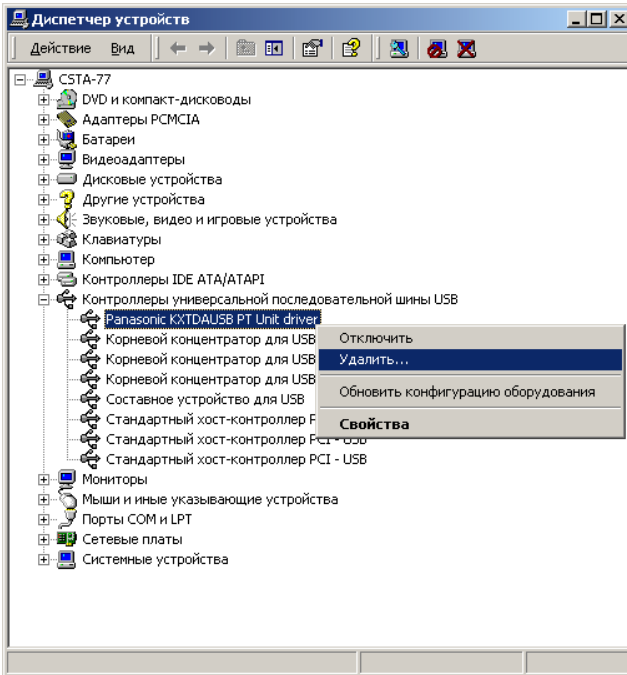 Диспетчер устройств
Действие Вид
CSTA-77
DVD и компакт-дисководы
Адаптеры PCMCIA
Батареи
Видеоадаптеры
Дисковые устройства
Другие устройства
Звуковые, видео и игровые устройства
Клавиатуры
Компьютер
Контроллеры IDE ATA/ATAPI
Контроллеры универсальной последовательной шины USB
Panasonic KXTDAUSB PT Unit driver
Корневой концентратор для USB
Отключить
Корневой концентратор для USB
Удалить...
Корневой концентратор для USB
Составное устройство для USB
Обновить конфигурацию оборудования
Стандартный хост-контроллер
Свойства
Стандартный хост-контроллер PCI - USB
Стандартный хост-контроллер PCI - USB
Мониторы
Мыши и иные указывающие устройства
Порты COM и LPT
Сетевые платы
Системные устройства